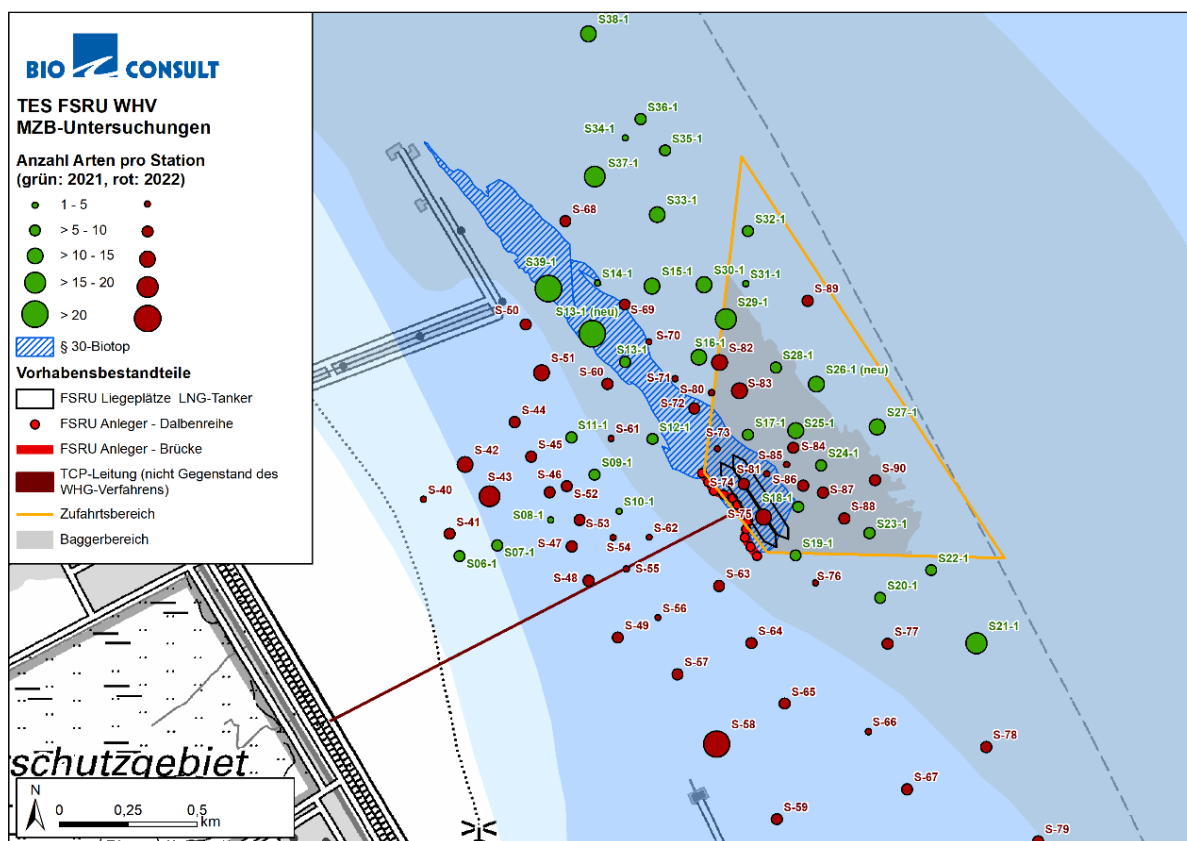 BIO CONSULT
TES FSRU WHV
MZB-Untersuchungen
Anzahl Arten pro Station
(grün: 2021, rot: 2022)
1 - 5
> 5 - 10
> 10 - 15
> 15 - 20
> 20
§ 30-Biotop
Vorhabensbestandteile
FSRU Liegeplätze LNG-Tanker
FSRU Anleger - Dalbenreihe
FSRU Anleger - Brücke
TCP-Leitung (nicht Gegenstand des
WHG-Verfahrens)
Zufahrtsbereich
Baggerbereich
S38-1
S36-1
S34-1
S35-1
S37-1
S33-1
S-68
S32-1
S39-1
S14-1
S15-1
S30-1
S31-1
S-89
S-69
S29-1
S-50
S13-1 (neu)
S-70
S13-1
S16-1
S-82
S-51
S-60
S28-1
S26-1 (neu)
S-71
S-80
S-83
S-72
S-44
S27-1
S11-1
S-61
S12-1
S17-1
S25-1
S-45
S-73
S-84
S-42
S-85
S24-1
S-43
S-46
S09-1
S-81
S-86
S-90
S-40
S-52
S-74
S-87
S18-1
S10-1
S-75
S-88
S08-1
S-53
S-41
S23-1
S-62
S-54
S-47
S07-1
S19-1
S06-1
S-55
S22-1
S-48
S-63
S-76
S20-1
S-56
S-49
S-64
S-77
S21-1
S-57
S-65
S-58
S-66
S-78
S-67
S-59
S-79
schutzgebiet
N
0 0,25 0,5
km